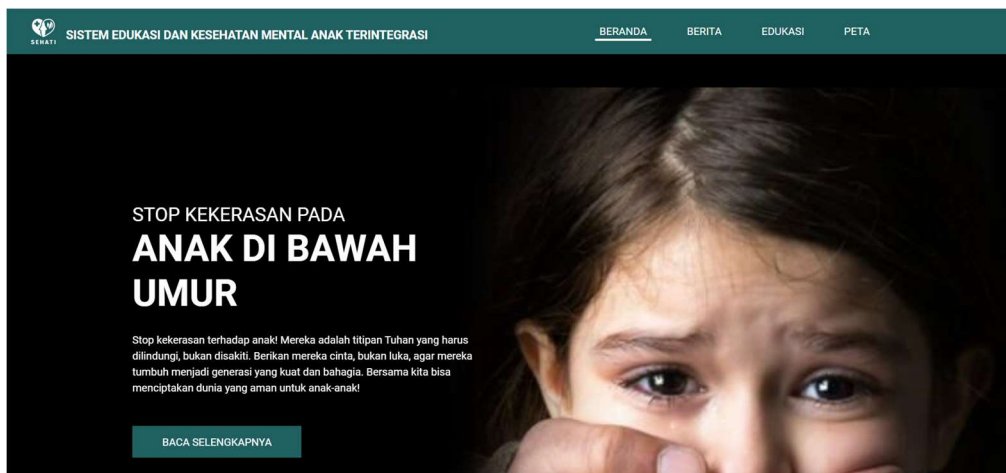 SEHATI
SISTEM EDUKASI DAN KESEHATAN MENTAL ANAK TERINTEGRASI
BERANDA
BERITA
EDUKASI
PETA
STOP KEKERASAN PADA
ANAK DI BAWAH
UMUR
Stop kekerasan terhadap anak! Mereka adalah titipan Tuhan yang harus
dilindungi, bukan disakiti. Berikan mereka cinta, bukan luka, agar mereka
tumbuh menjadi generasi yang kuat dan bahagia. Bersama kita bisa
menciptakan dunia yang aman untuk anak-anak!
BACA SELENGKAPNYA